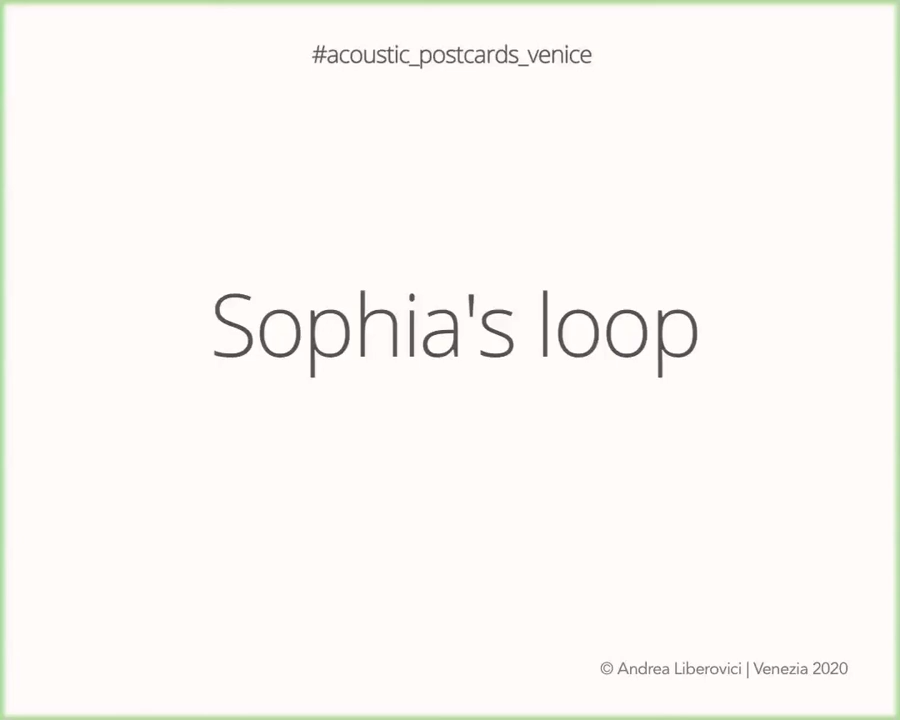 #acoustic_postcards_venice
Sophia's loop
© Andrea Liberovici | Venezia 2020